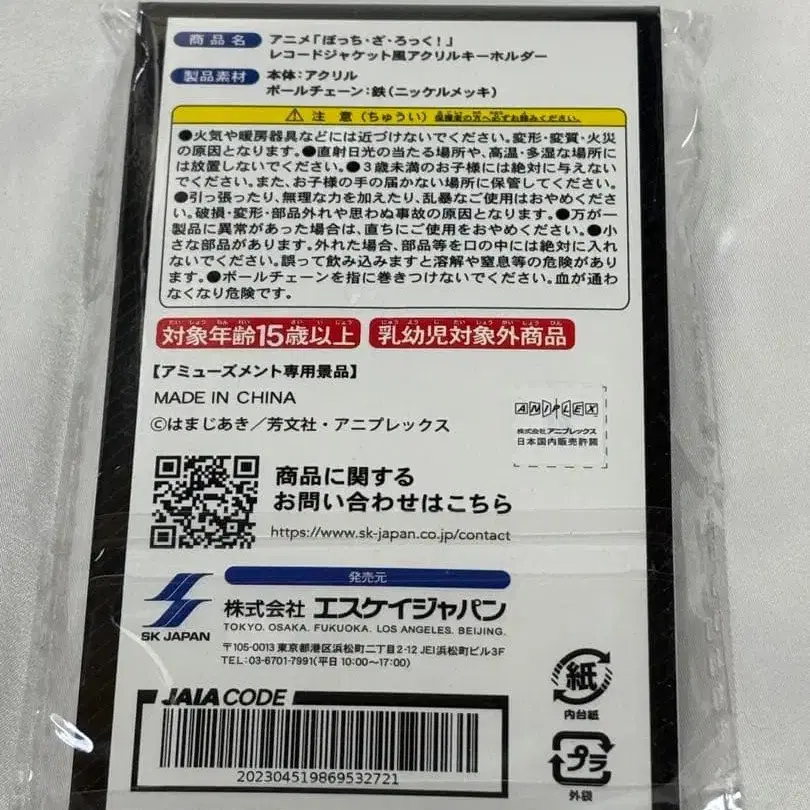 商品名 アニメ「ぼっち・ざ・ろっく!」
レコードジャケット風アクリルキーホルダー
製品素材 本体:アクリル
ボールチェーン:鉄(ニッケルメッキ)
⚠ 注意(ちゅうい) 保護者の方へ必ずお読みください。
●火気や暖房器具などには近づけないでください。変形・変質・火災
の原因となります。●直射日光の当たる場所や、高温・多湿な場所に
は放置しないでください。●3歳未満のお子様には絶対に与えない
でください。また、お子様の手の届かない場所に保管してください。
●引っ張ったり、無理な力を加えたり、乱暴なご使用はおやめくださ
い。破損・変形・部品外れや思わぬ事故の原因となります。●万が一
製品に異常があった場合は、直ちにご使用をおやめください。●小
さな部品があります。外れた場合、部品等を口の中には絶対に入れ
ないでください。誤って飲み込みますと溶解や窒息等の危険があり
ます。●ボールチェーンを指に巻きつけないでください。血が通わ
なくなり危険です。
対象年齢15歳以上 乳幼児対象外商品
【アミューズメント専用景品】
MADE IN CHINA
©はまじあき/芳文社・アニプレックス
ANIPLEX
株式会社アニプレックス
日本国内販売許諾
商品に関する
お問い合わせはこちら
https://www.sk-japan.co.jp/contact
発売元
SK JAPAN
株式会社 エスケイジャパン
TOKYO. OSAKA. FUKUOKA. LOS ANGELES. BEIJING.
〒105-0013 東京都港区浜松町二丁目2-12 JEI浜松町ビル3F
TEL:03-6701-7991(平日 10:00~17:00)
紙
内台紙
JAIA CODE
202304519869532721
プラ
外袋